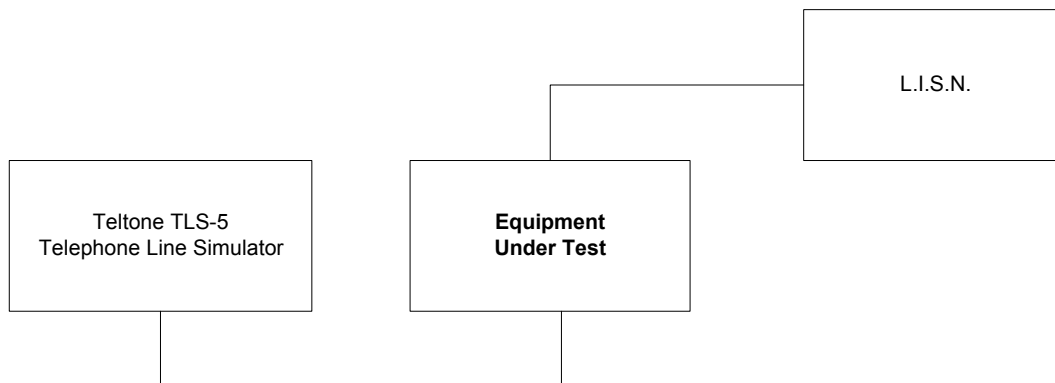 L.I.S.N.
Teltone TLS-5
Telephone Line Simulator
Equipment
Under Test